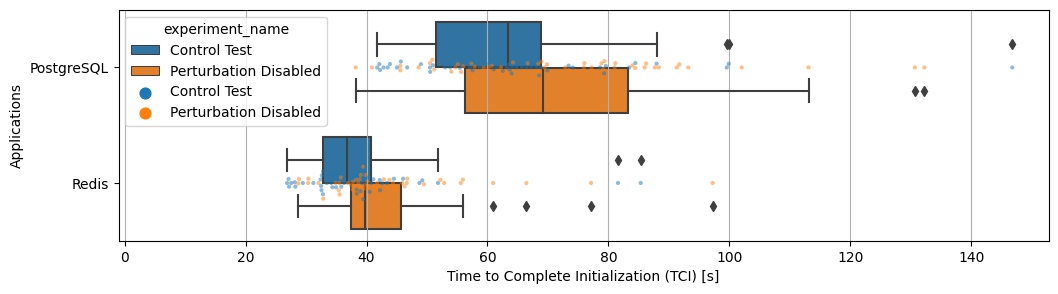 experiment_name
Control Test
Perturbation Disabled
Control Test
Perturbation Disabled
Applications
PostgreSQL
Redis
0 20 40 60 80 100 120 140
Time to Complete Initialization (TCI) [s]